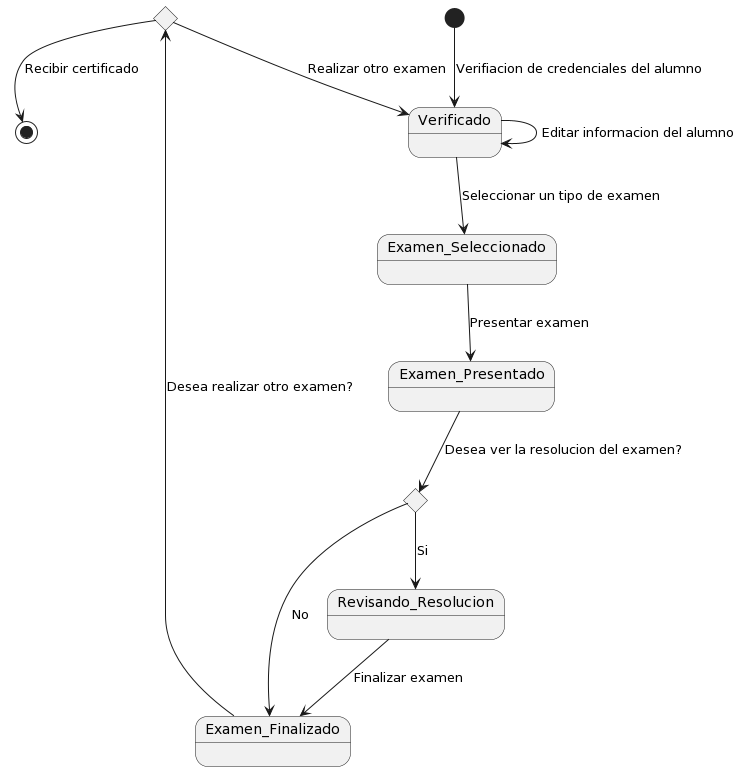 Recibir certificado
Realizar otro examen
Verifiacion de credenciales del alumno
Verificado
Editar informacion del alumno
Seleccionar un tipo de examen
Examen_Seleccionado
Presentar examen
Examen_Presentado
Desea realizar otro examen?
Desea ver la resolucion del examen?
Si
Revisando_Resolucion
No
Finalizar examen
Examen_Finalizado